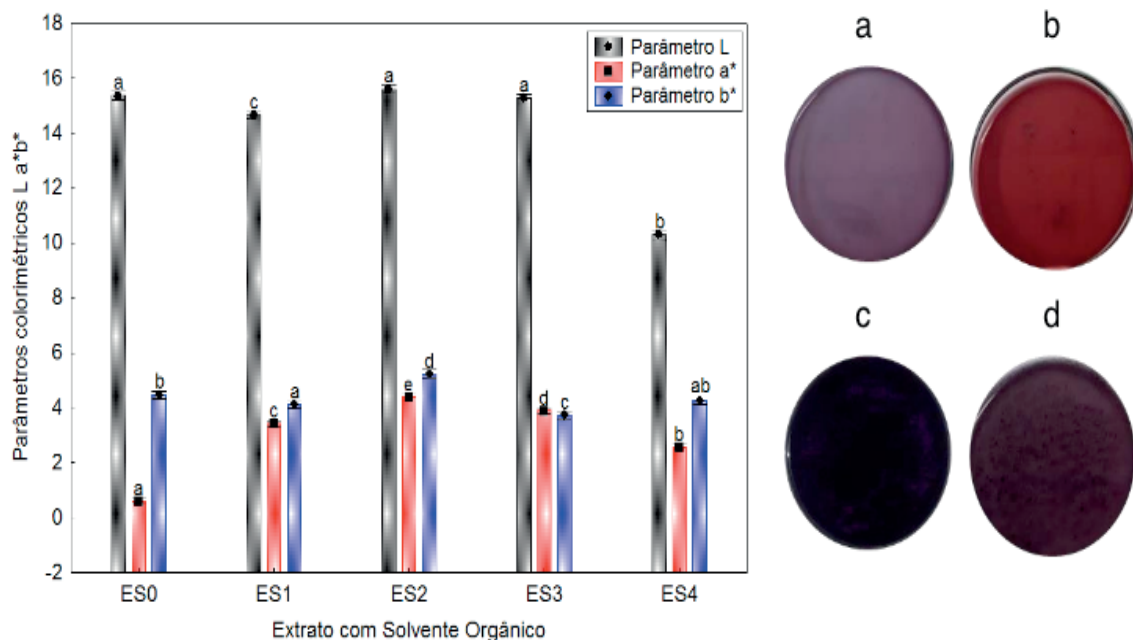 18
16
14
12
10
8
6
4
2
0
-2
Parâmetros colorimétricos L a*b*
Parâmetro L
Parâmetro a*
Parâmetro b*
a
a
b
c
c
a
a
e
d
a
d
c
b
b
ab
ES0
ES1
ES2
ES3
ES4
Extrato com Solvente Orgânico
a
b
c
d